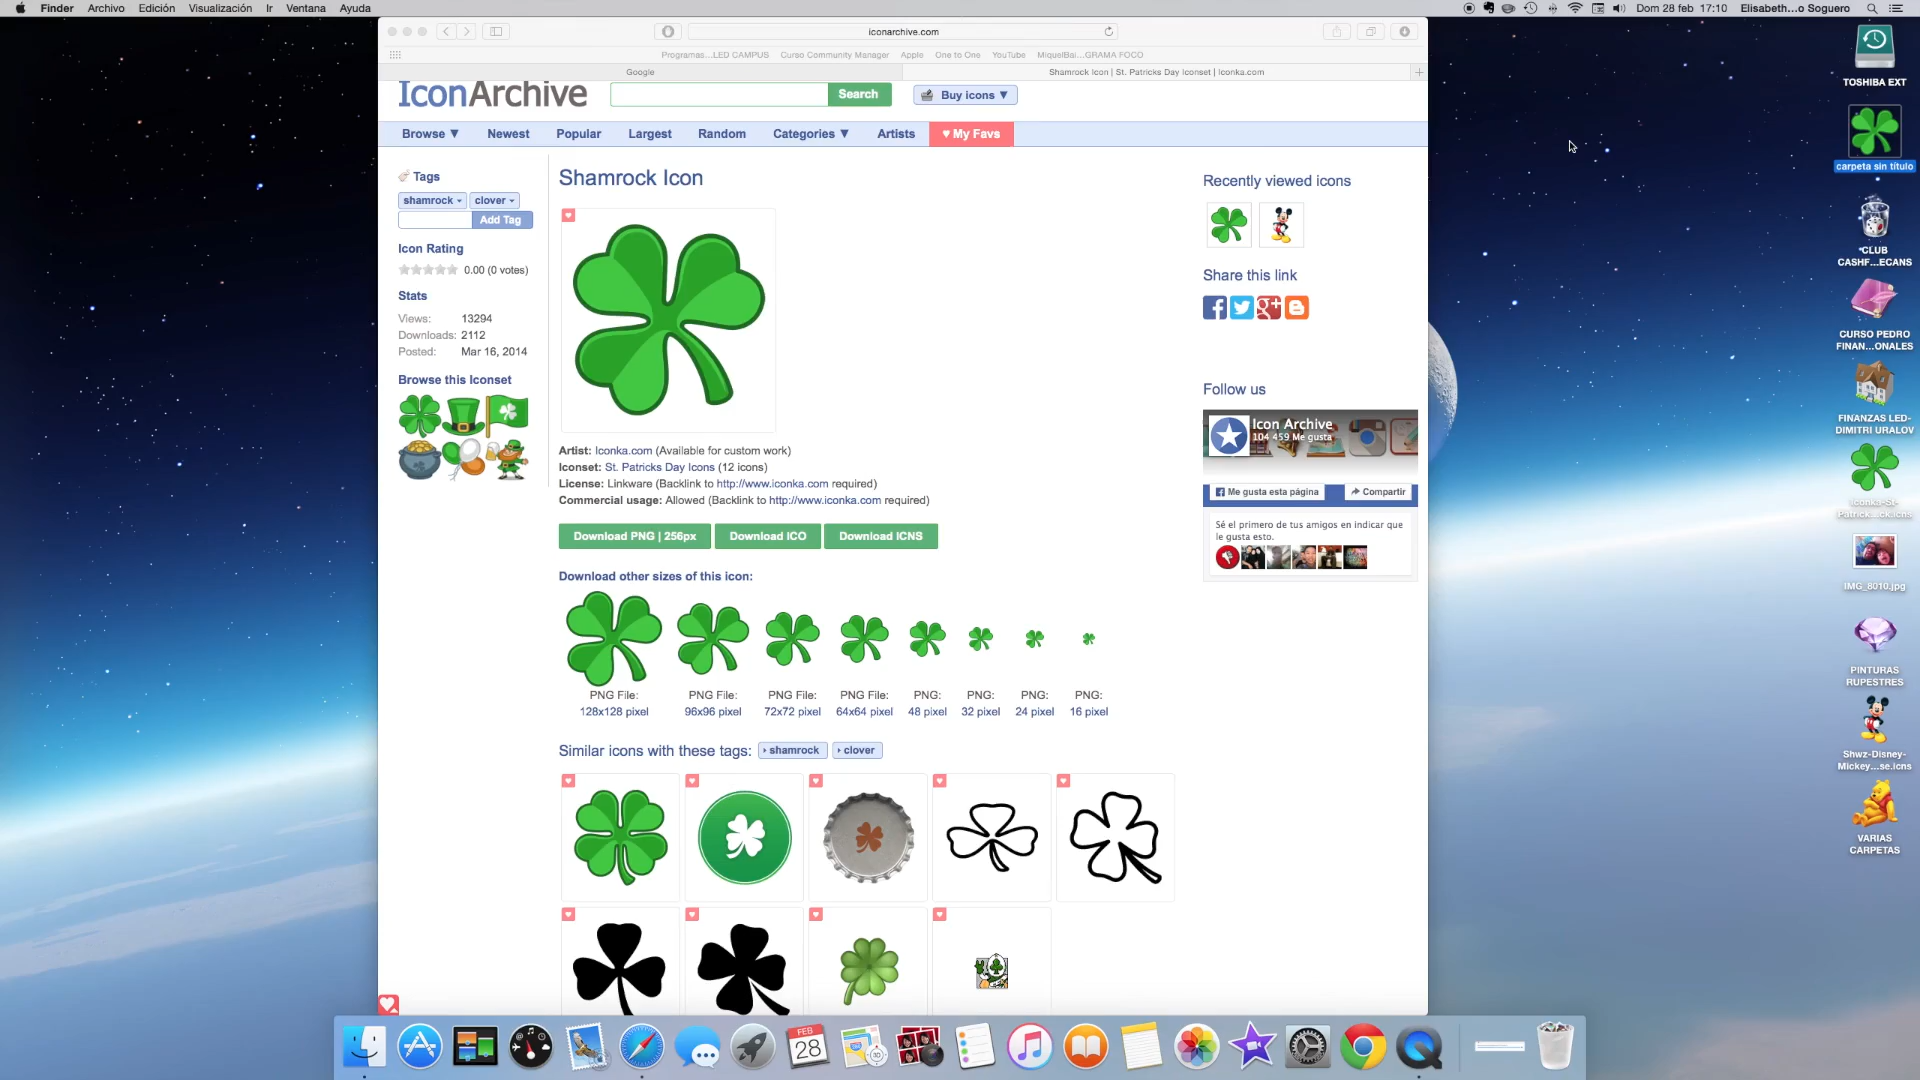 Finder Archivo Edición Visualización Ir Ventana Ayuda
Dom 28 feb 17:10 Elisabeth...o Soguero
iconarchive.com
Programas...LED CAMPUS Curso Community Manager Apple One to One YouTube MiquelBai...GRAMA FOCO
Google
Shamrock Icon | St. Patricks Day Iconset | Iconka.com
IconArchive
Search
Buy icons ▼
Browse ▼ Newest Popular Largest Random Categories ▼ Artists ♥ My Favs
Tags
shamrock clover
Add Tag
Icon Rating
0.00 (0 votes)
Stats
Views: 13294
Downloads: 2112
Posted: Mar 16, 2014
Browse this Iconset
Shamrock Icon
Artist: Iconka.com (Available for custom work)
Iconset: St. Patricks Day Icons (12 icons)
License: Linkware (Backlink to http://www.iconka.com required)
Commercial usage: Allowed (Backlink to http://www.iconka.com required)
Download PNG | 256px
Download ICO
Download ICNS
Download other sizes of this icon:
PNG File: PNG File: PNG File: PNG File: PNG: PNG: PNG: PNG:
128x128 pixel 96x96 pixel 72x72 pixel 64x64 pixel 48 pixel 32 pixel 24 pixel 16 pixel
Similar icons with these tags: shamrock clover
Recently viewed icons
Share this link
Follow us
Icon Archive
104 459 Me gusta
Me gusta esta página
Compartir
Sé el primero de tus amigos en indicar que
le gusta esto.
TOSHIBA EXT
carpeta sin título
*CLUB
CASHF...ECANS
CURSO PEDRO
FINAN...ONALES
FINANZAS LED-
DIMITRI URALOV
Iconka-St-
Patrick...ck.icns
IMG_8010.jpg
PINTURAS
RUPESTRES
Shwz-Disney-
Mickey...se.icns
VARIAS
CARPETAS
FEB
28